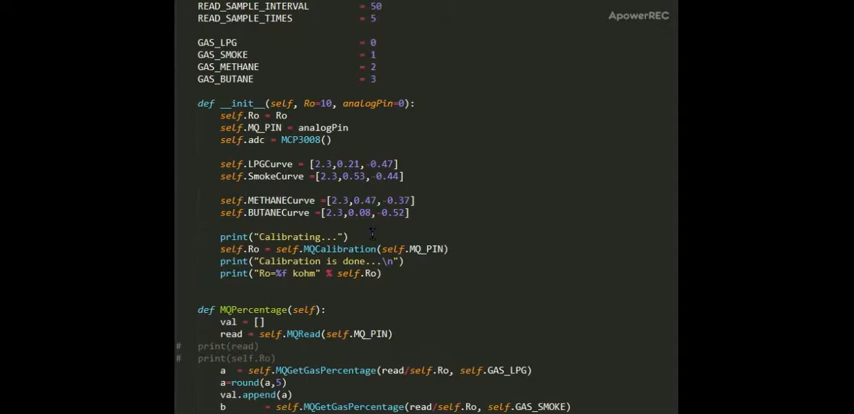 READ_SAMPLE_INTERVAL = 50
ApowerREC
READ_SAMPLE_TIMES = 5
GAS_LPG = 0
GAS_SMOKE = 1
GAS_METHANE = 2
GAS_BUTANE = 3
def __init__(self, Ro=10, analogPin=0):
self.Ro = Ro
self.MQ_PIN = analogPin
self.adc = MCP3008()
self.LPGCurve = [2.3,0.21,-0.47]
self.SmokeCurve =[2.3,0.53,-0.44]
self.METHANECurve =[2.3,0.47,-0.37]
self.BUTANECurve =[2.3,0.08,-0.52]
print("Calibrating...")
self.Ro = self.MQCalibration(self.MQ_PIN)
print("Calibration is done...\n")
print("Ro=%f kohm" % self.Ro)
def MQPercentage(self):
val = []
read = self.MQRead(self.MQ_PIN)
# print(read)
# print(self.Ro)
a = self.MQGetGasPercentage(read/self.Ro, self.GAS_LPG)
a=round(a,5)
val.append(a)
b = self.MQGetGasPercentage(read/self.Ro, self.GAS_SMOKE)